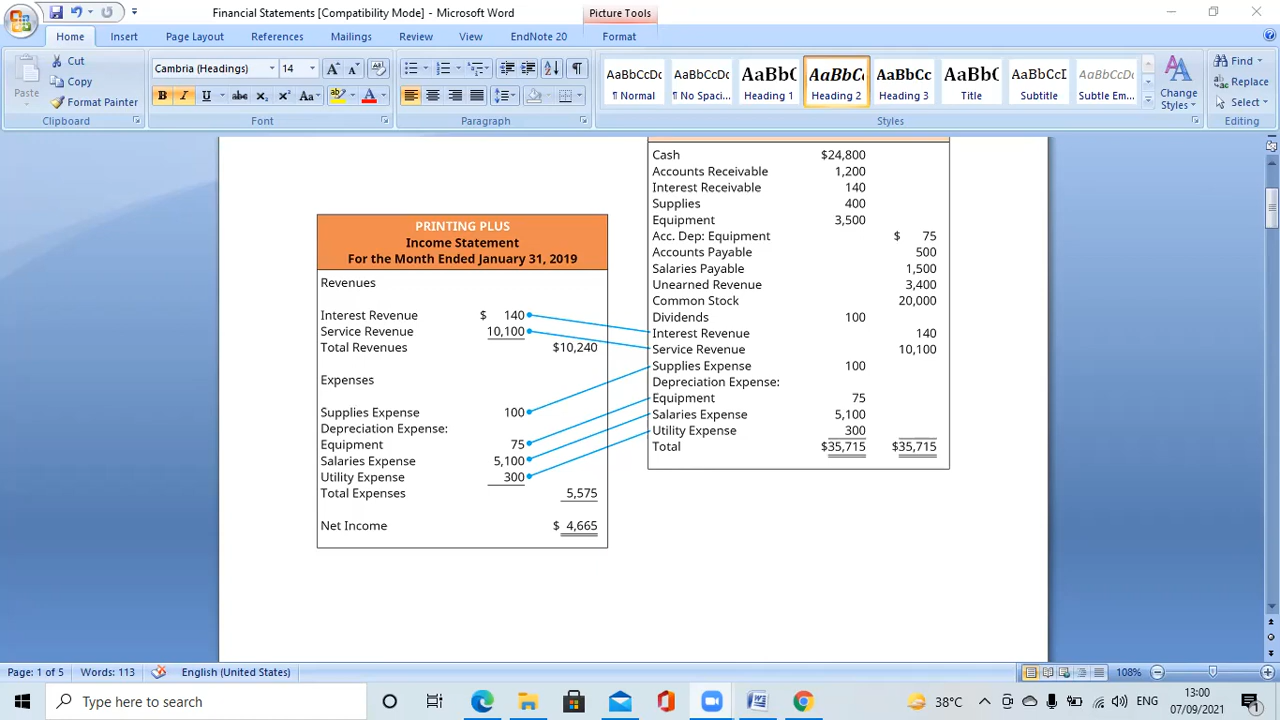 Financial Statements [Compatibility Mode] - Microsoft Word
Picture Tools
Home Insert Page Layout References Mailings Review View EndNote 20 Format
Paste
Cut
Copy
Format Painter
Clipboard
Cambria (Headings) 14
Font
Paragraph
AaBbCcDc AaBbCcDc AaBbC AaBbCc AaBbCc AaBbC AaBbCcI AaBbCcDc
¶ Normal ¶ No Spaci... Heading 1 Heading 2 Heading 3 Title Subtitle Subtle Em...
Change Styles
Styles
Find
Replace
Select
Editing
PRINTING PLUS
Income Statement
For the Month Ended January 31, 2019
Revenues
Interest Revenue $ 140
Service Revenue 10,100
Total Revenues $10,240
Expenses
Supplies Expense 100
Depreciation Expense:
Equipment 75
Salaries Expense 5,100
Utility Expense 300
Total Expenses 5,575
Net Income $ 4,665
Cash $24,800
Accounts Receivable 1,200
Interest Receivable 140
Supplies 400
Equipment 3,500
Acc. Dep: Equipment $ 75
Accounts Payable 500
Salaries Payable 1,500
Unearned Revenue 3,400
Common Stock 20,000
Dividends 100
Interest Revenue 140
Service Revenue 10,100
Supplies Expense 100
Depreciation Expense:
Equipment 75
Salaries Expense 5,100
Utility Expense 300
Total $35,715 $35,715
Page: 1 of 5 Words: 113 English (United States) 108%
Type here to search
38°C ENG
13:00
07/09/2021